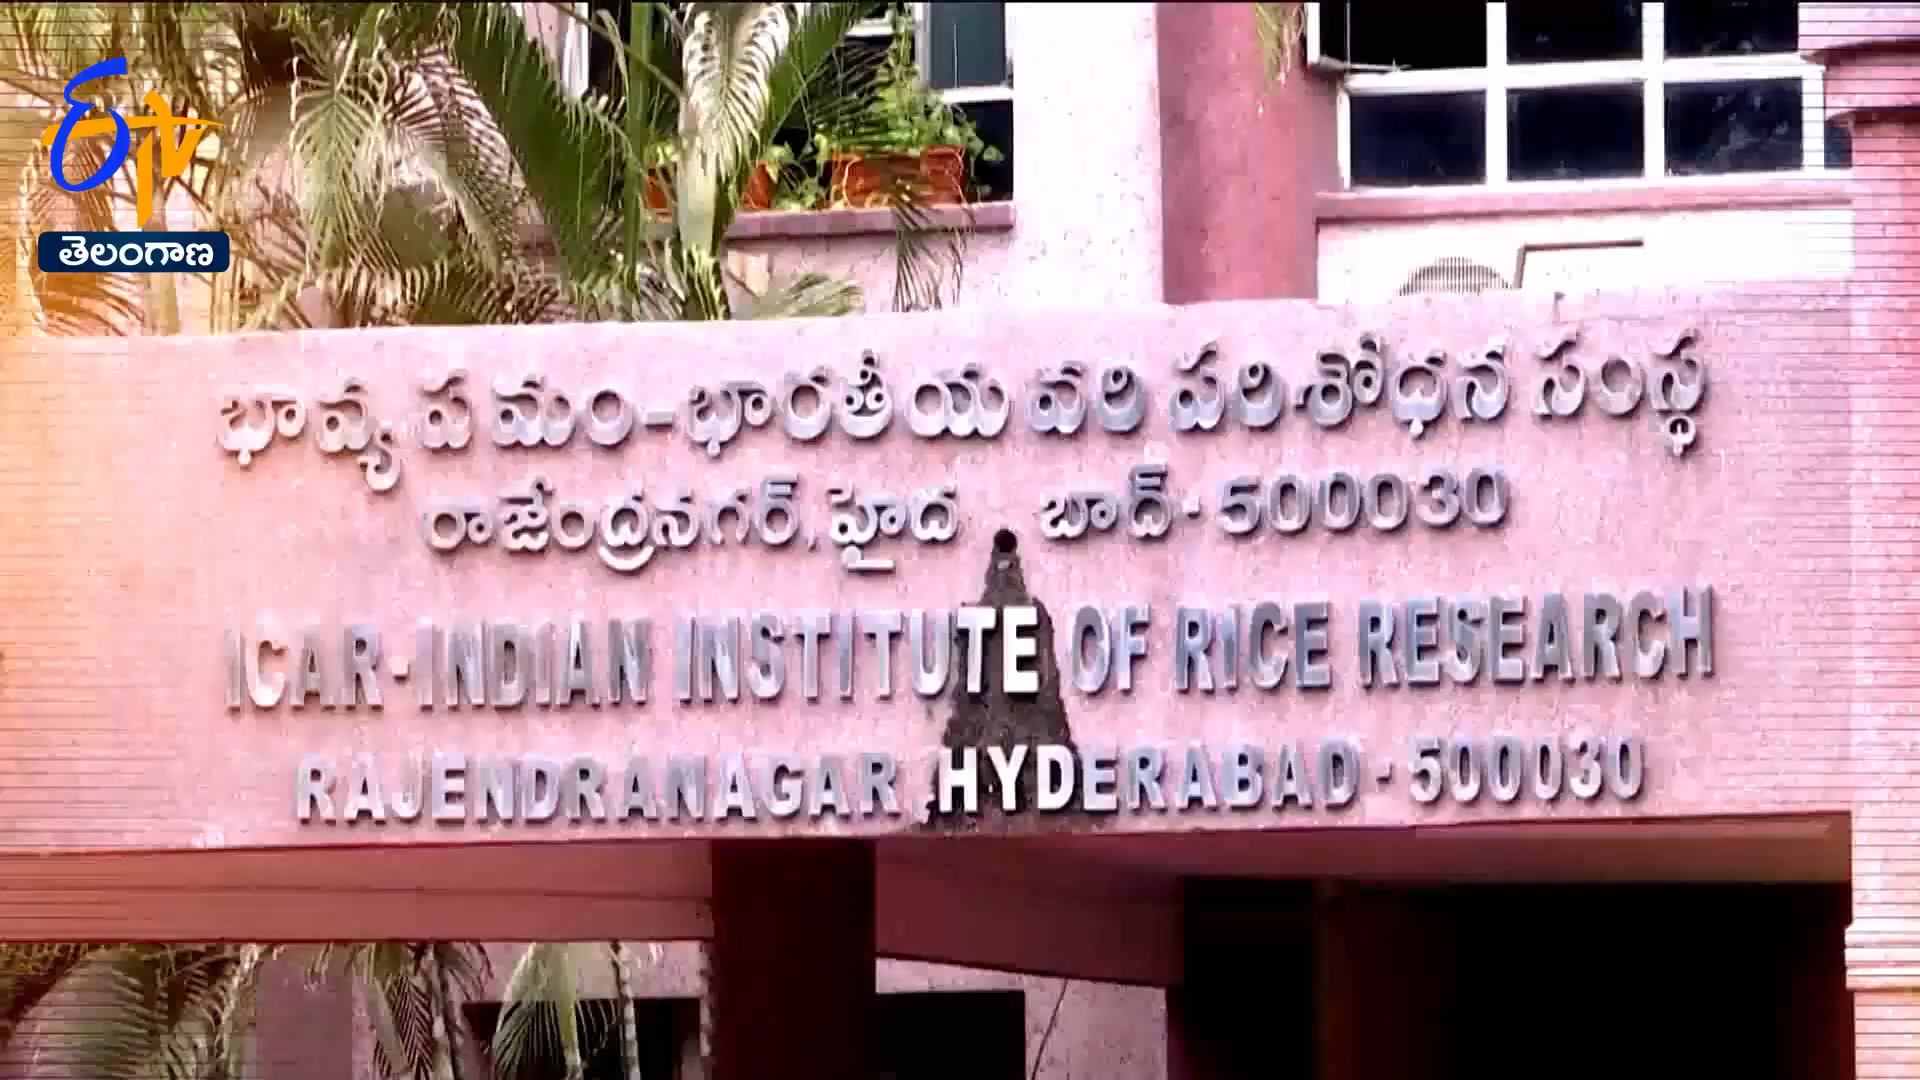 ETV
తెలంగాణ
భావ్య ప మం-భారతీయ వరి పరిశోధన సంస్థ
రాజేంద్రనగర్, హైద బాద్-500030
ICAR-INDIAN INSTITUTE OF RICE RESEARCH
RAJENDRANAGAR, HYDERABAD-500030